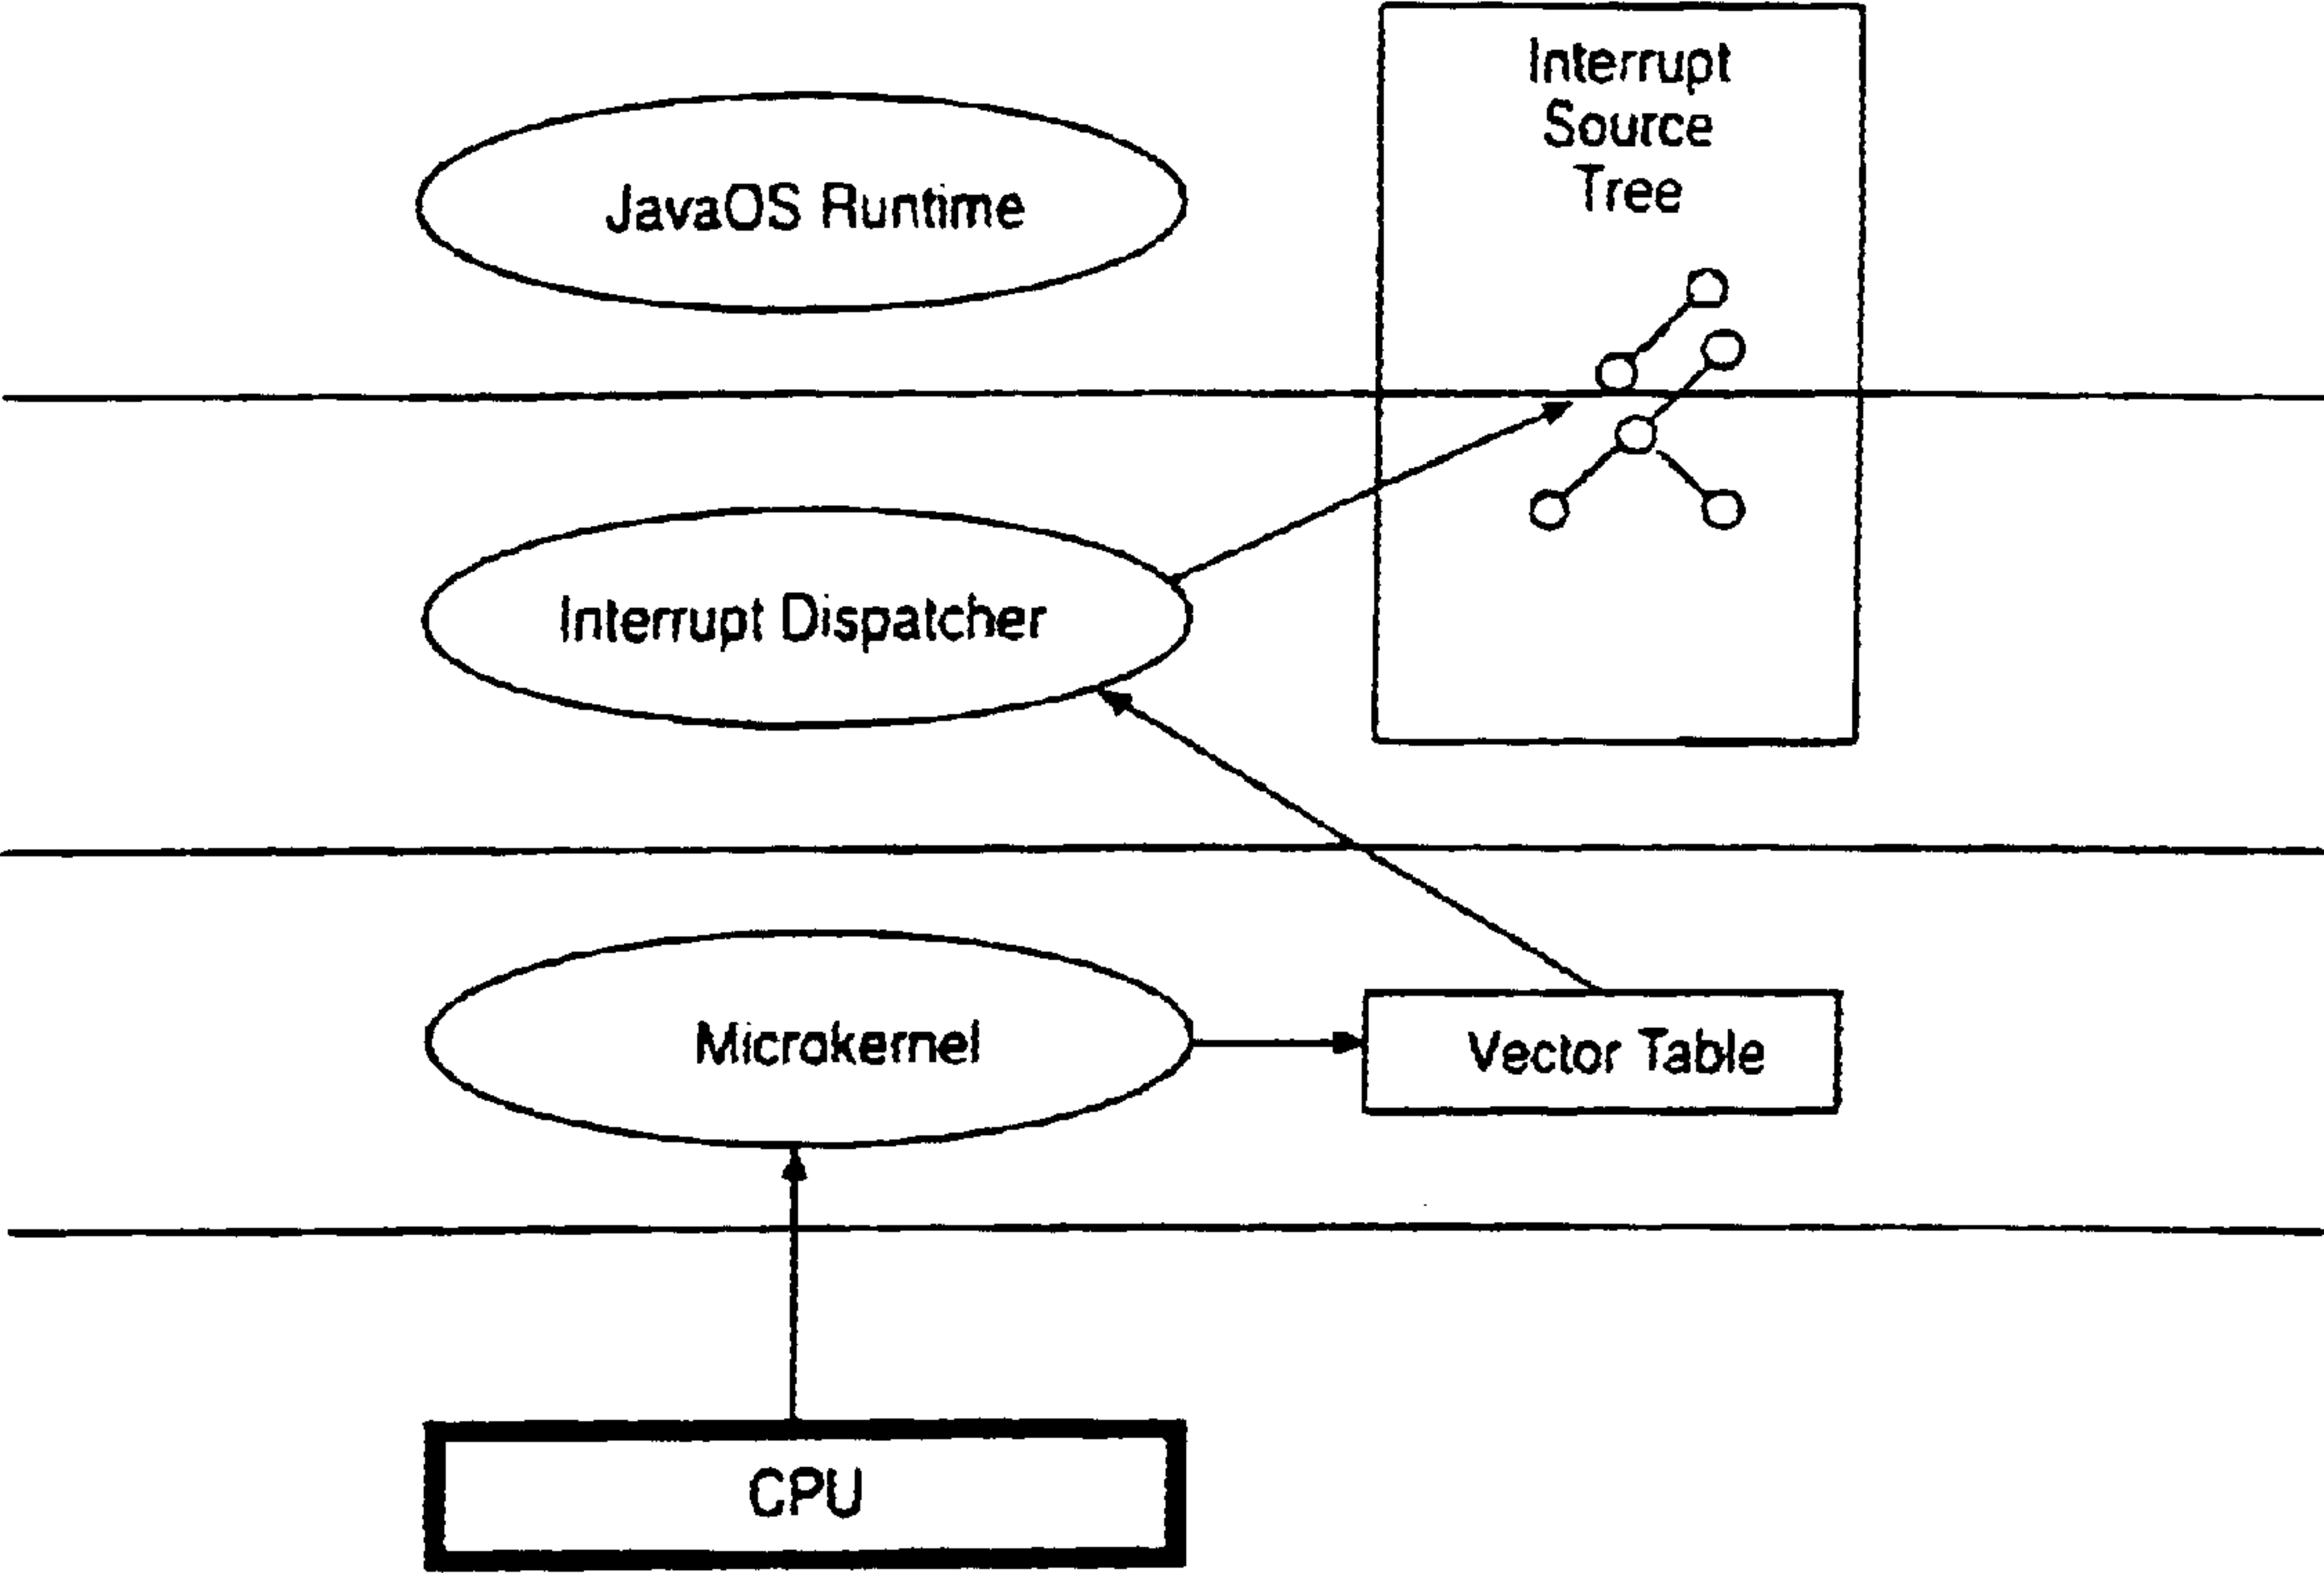 Interrupt
Source
Tree
JavaOS Runtime
Interrupt Dispatcher
Microkernel
Vector Table
CPU